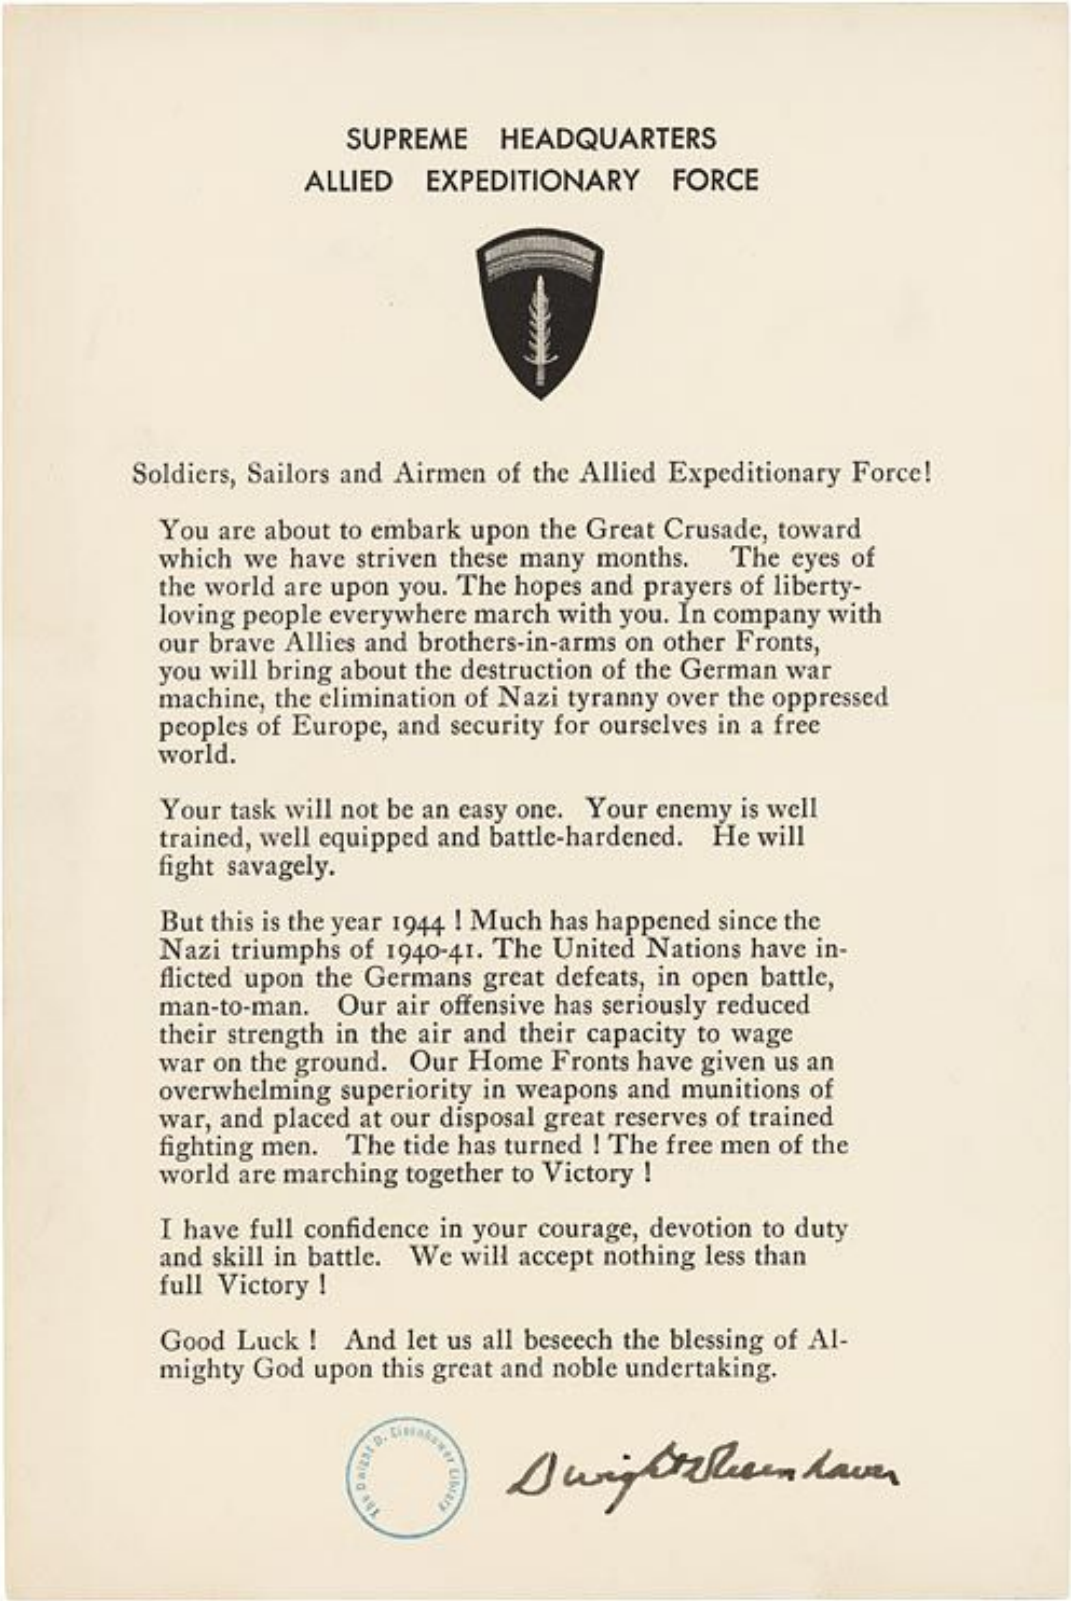 SUPREME HEADQUARTERS
ALLIED EXPEDITIONARY FORCE
Soldiers, Sailors and Airmen of the Allied Expeditionary Force!
You are about to embark upon the Great Crusade, toward
which we have striven these many months. The eyes of
the world are upon you. The hopes and prayers of liberty-
loving people everywhere march with you. In company with
our brave Allies and brothers-in-arms on other Fronts,
you will bring about the destruction of the German war
machine, the elimination of Nazi tyranny over the oppressed
peoples of Europe, and security for ourselves in a free
world.
Your task will not be an easy one. Your enemy is well
trained, well equipped and battle-hardened. He will
fight savagely.
But this is the year 1944 ! Much has happened since the
Nazi triumphs of 1940-41. The United Nations have in-
flicted upon the Germans great defeats, in open battle,
man-to-man. Our air offensive has seriously reduced
their strength in the air and their capacity to wage
war on the ground. Our Home Fronts have given us an
overwhelming superiority in weapons and munitions of
war, and placed at our disposal great reserves of trained
fighting men. The tide has turned ! The free men of the
world are marching together to Victory !
I have full confidence in your courage, devotion to duty
and skill in battle. We will accept nothing less than
full Victory !
Good Luck ! And let us all beseech the blessing of Al-
mighty God upon this great and noble undertaking.
The Dwight D. Eisenhower Library
Dwight D Eisenhower